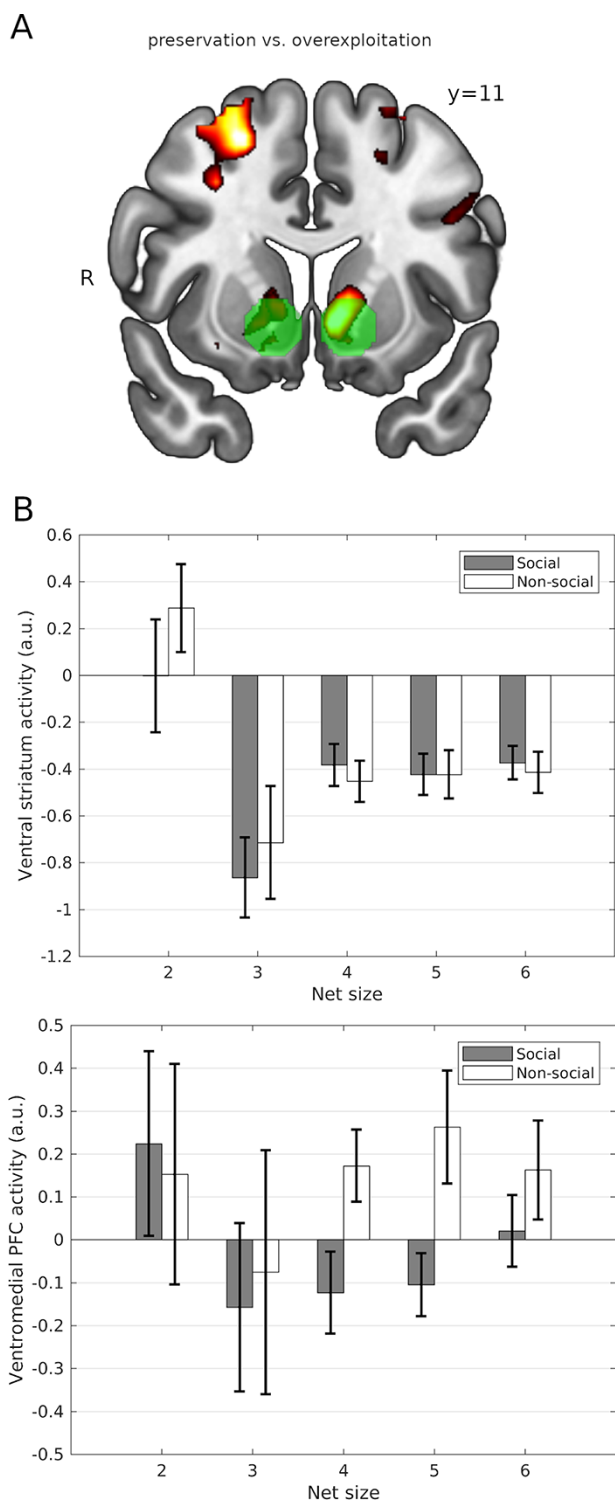 A
preservation vs. overexploitation
y=11
R
B
Ventral striatum activity (a.u.)
0.6
0.4
0.2
0
-0.2
-0.4
-0.6
-0.8
-1
-1.2
Social
Non-social
2 3 4 5 6
Net size
Ventromedial PFC activity (a.u.)
0.5
0.4
0.3
0.2
0.1
0
-0.1
-0.2
-0.3
-0.4
-0.5
Social
Non-social
2 3 4 5 6
Net size